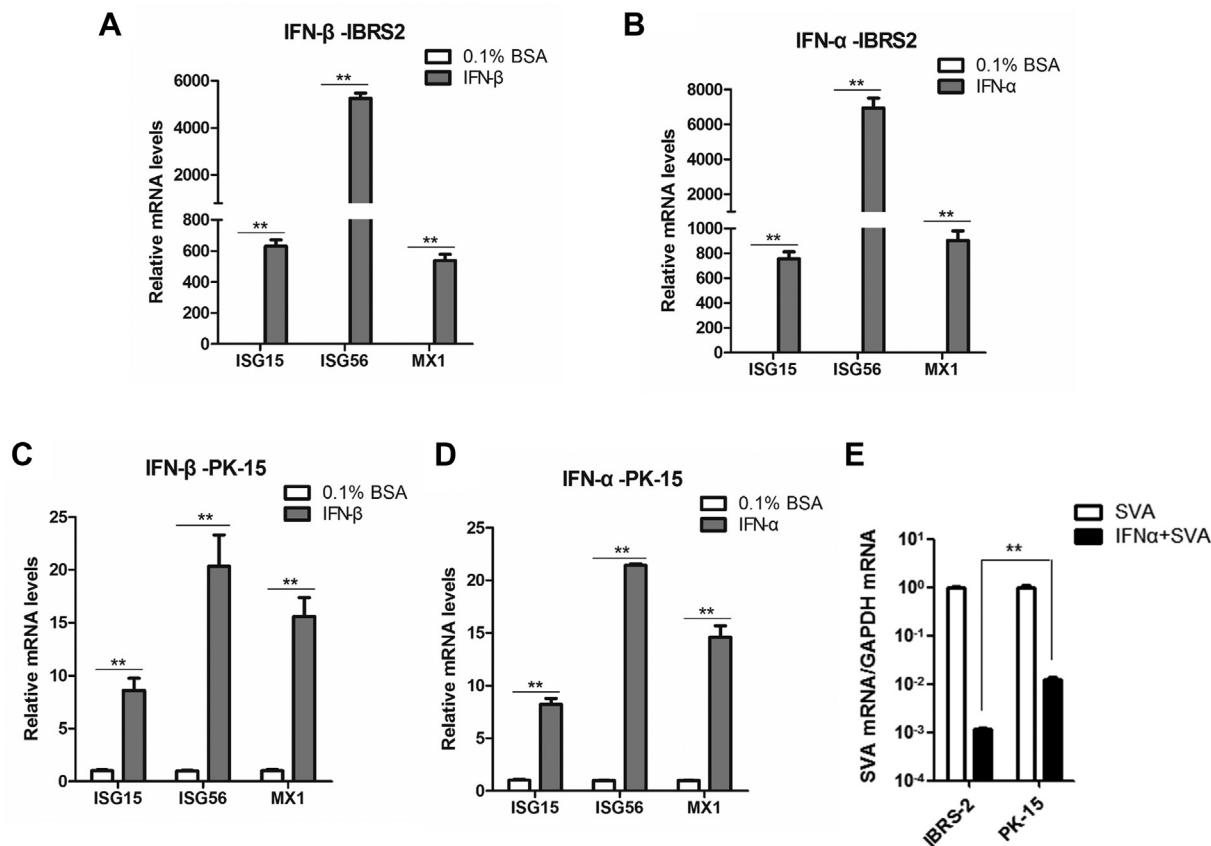 A
IFN-β -IBRS2
0.1% BSA
IFN-β
Relative mRNA levels
6000
4000
2000
800
600
400
200
0
**
**
**
ISG15 ISG56 MX1
B
IFN-α -IBRS2
0.1% BSA
IFN-α
Relative mRNA levels
8000
6000
4000
2000
1000
800
600
400
200
0
**
**
**
ISG15 ISG56 MX1
C
IFN-β -PK-15
0.1% BSA
IFN-β
Relative mRNA levels
25
20
15
10
5
0
**
**
**
ISG15 ISG56 MX1
D
IFN-α -PK-15
0.1% BSA
IFN-α
Relative mRNA levels
25
20
15
10
5
0
**
**
**
ISG15 ISG56 MX1
E
SVA
IFNα+SVA
SVA mRNA/GAPDH mRNA
10¹
10⁰
10⁻¹
10⁻²
10⁻³
10⁻⁴
**
IBRS-2 PK-15